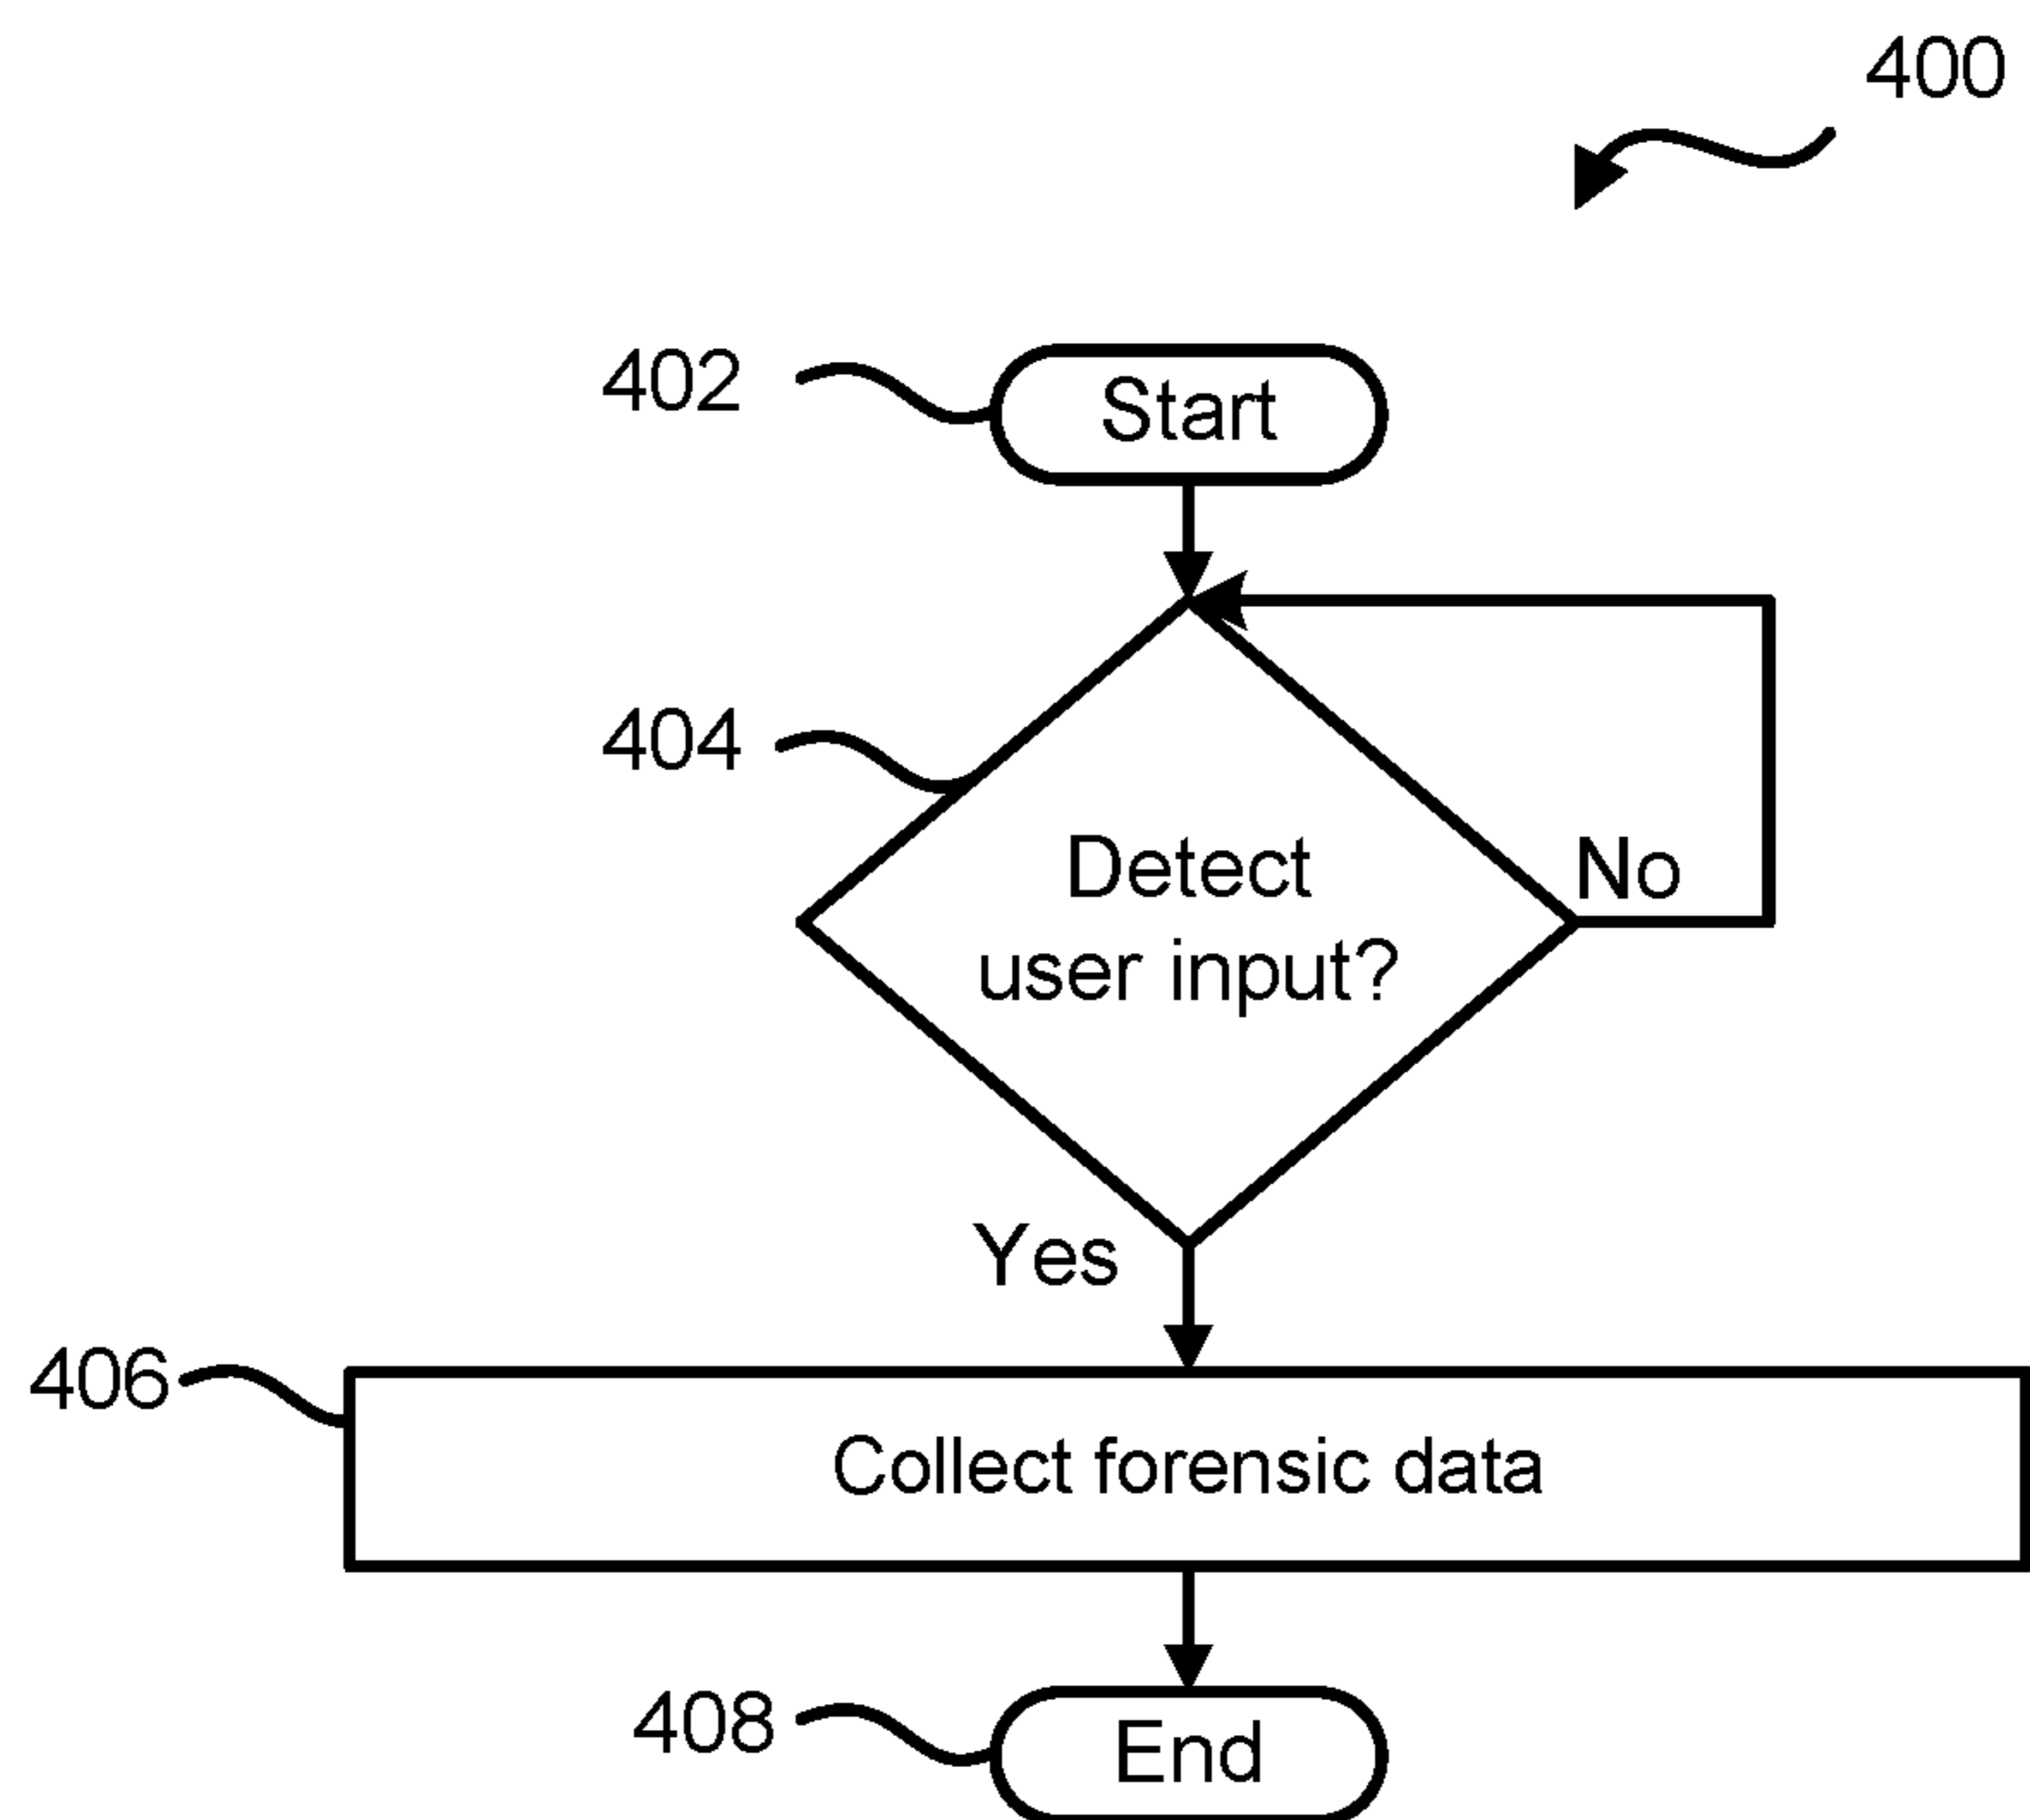 400
402
Start
404
Detect
user input?
No
Yes
406
Collect forensic data
408
End